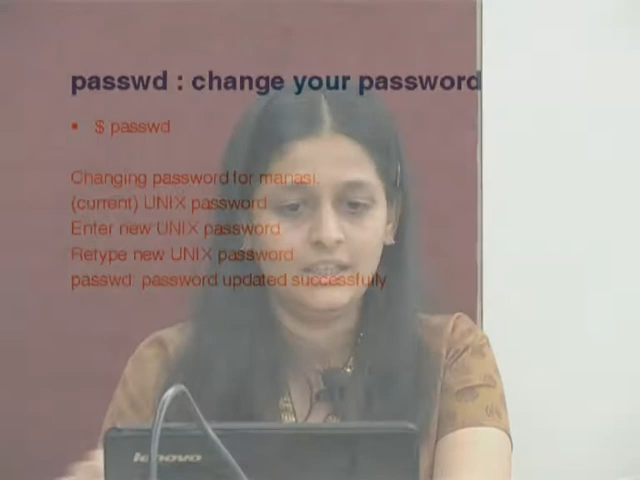 passwd : change your password
▪ $ passwd
Changing password for manasi.
(current) UNIX password
Enter new UNIX password
Retype new UNIX password
passwd: password updated successfully
lenovo